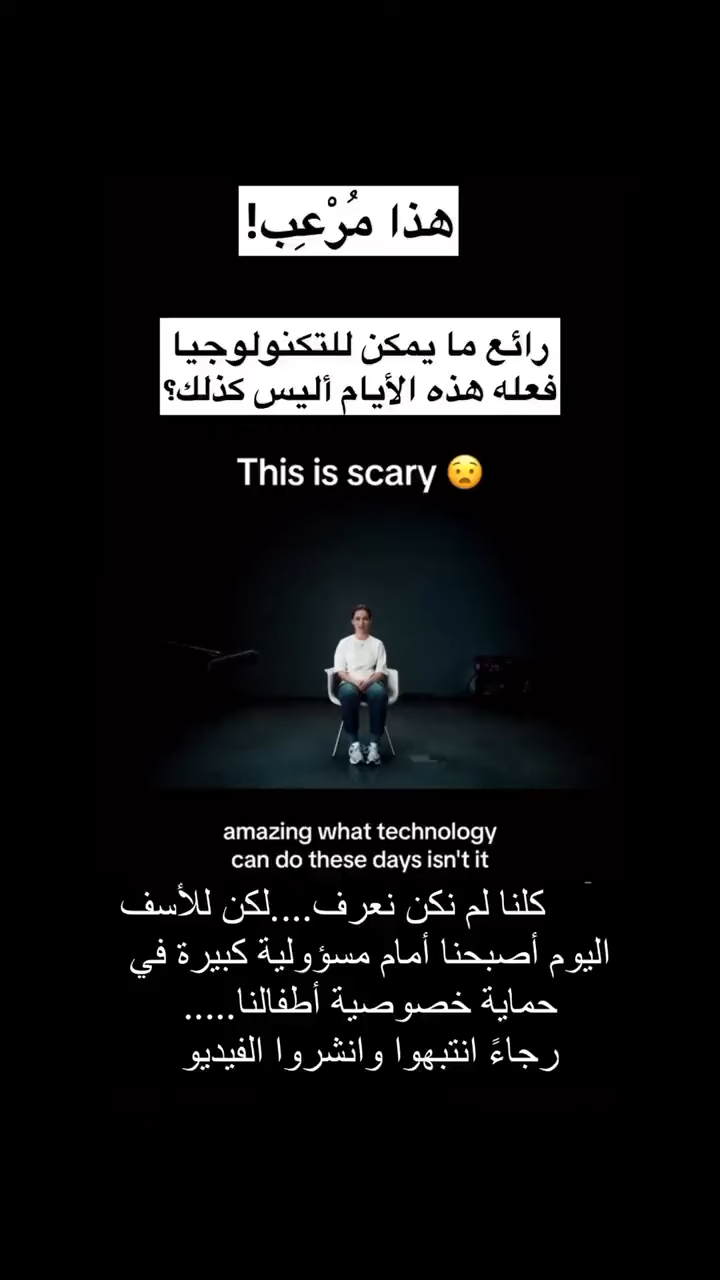 هذا مُرْعِب!
رائع ما يمكن للتكنولوجيا
فعله هذه الأيام أليس كذلك؟
This is scary 😟
amazing what technology
can do these days isn't it
كلنا لم نكن نعرف....لكن للأسف
اليوم أصبحنا أمام مسؤولية كبيرة في
حماية خصوصية أطفالنا.....
رجاءً انتبهوا وانشروا الفيديو